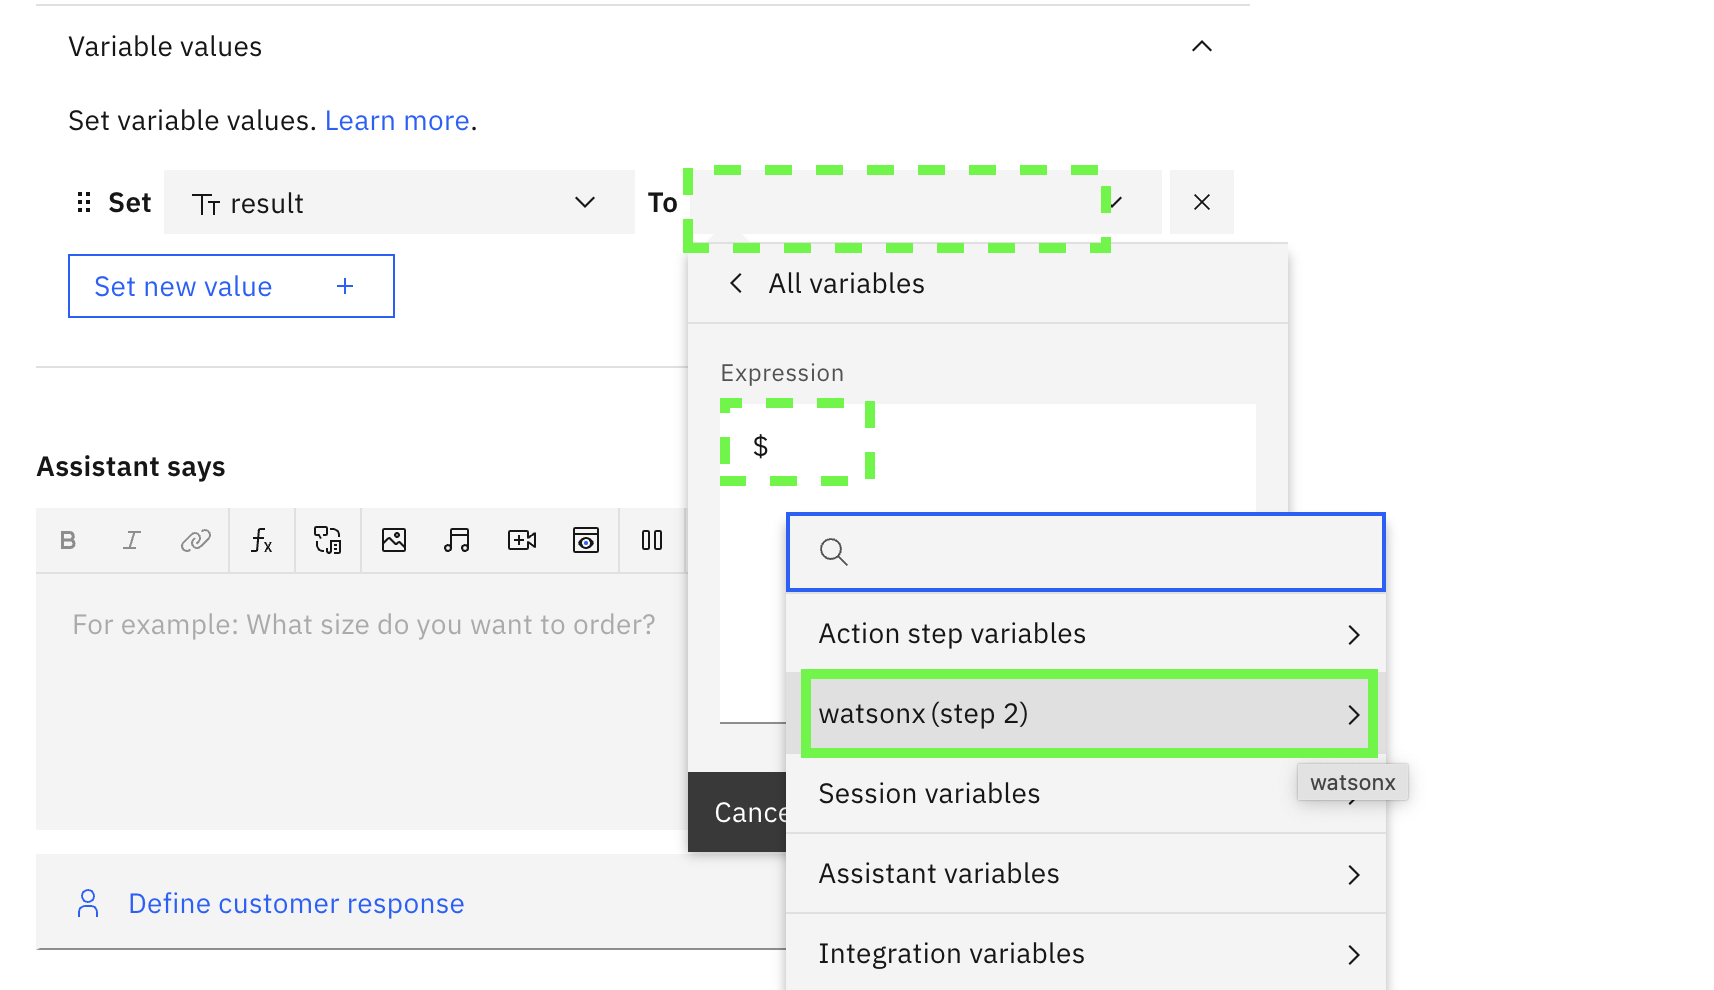 Variable values
Set variable values. Learn more.
Set result To
Set new value +
All variables
Expression
$
Assistant says
B I fx
For example: What size do you want to order?
Action step variables
watsonx (step 2)
watsonx
Session variables
Cance
Assistant variables
Define customer response
Integration variables